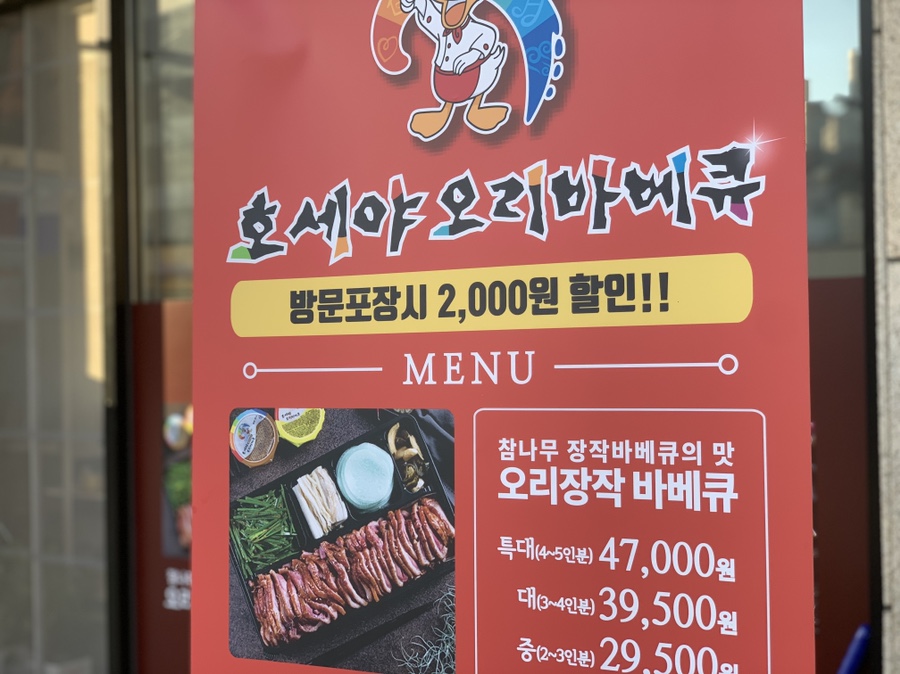 호세야 오리바베큐
방문포장시 2,000원 할인!!
MENU
참나무 장작바베큐의 맛
오리장작 바베큐
특대(4~5인분) 47,000원
대(3~4인분) 39,500원
중(2~3인분) 29,500원